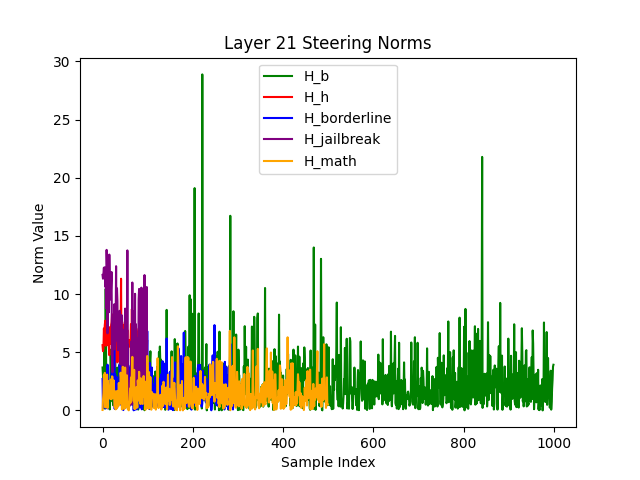 Layer 21 Steering Norms
H_b
H_h
H_borderline
H_jailbreak
H_math
Norm Value
30
25
20
15
10
5
0
0 200 400 600 800 1000
Sample Index